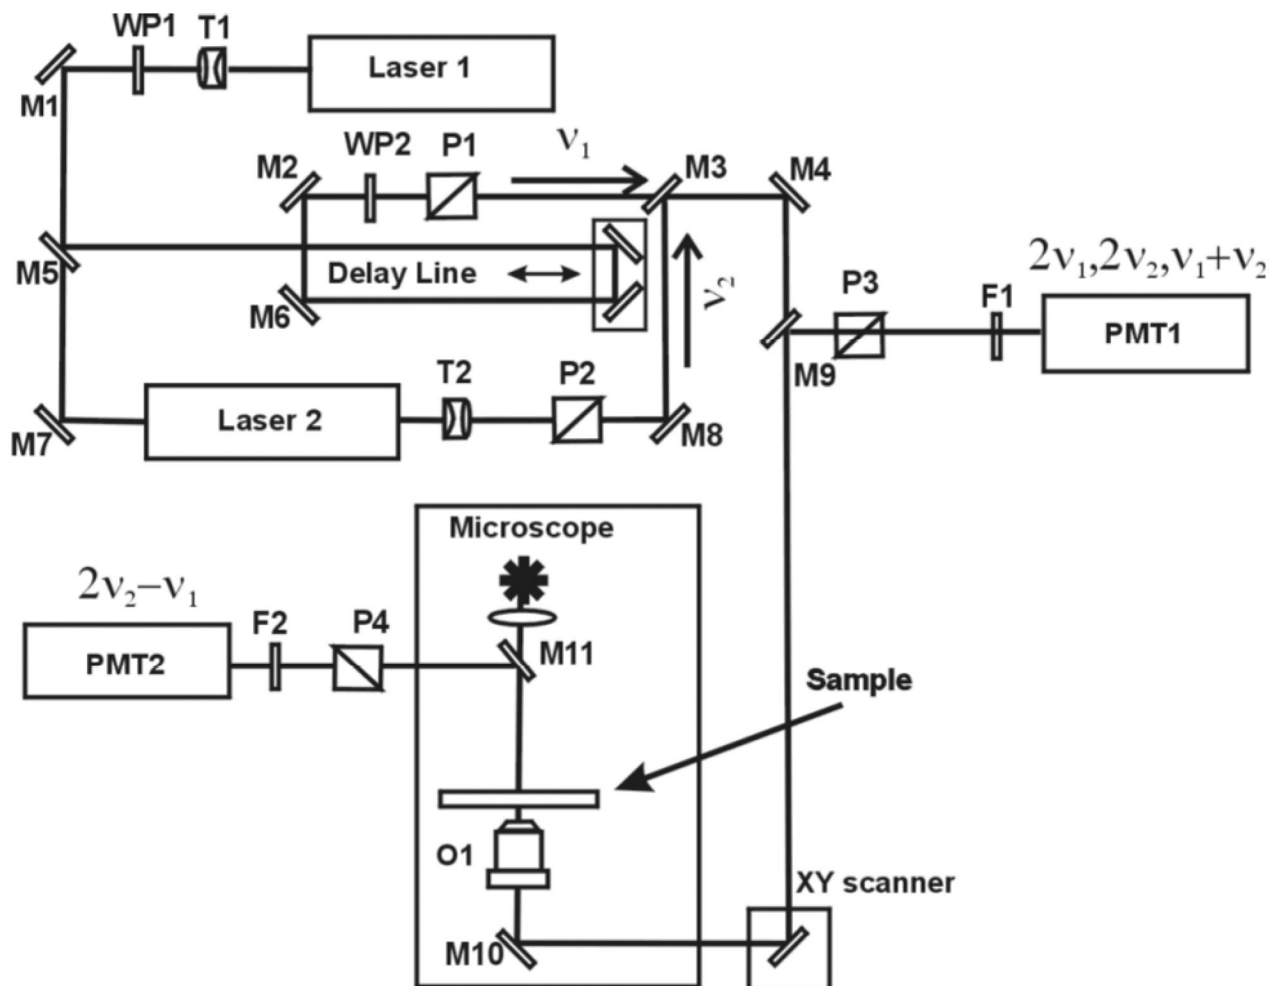 WP1
T1
Laser 1
M1
WP2
P1
ν₁
M2
M3
M4
M5
Delay Line
M6
ν₂
2ν₁,2ν₂,ν₁+ν₂
P3
F1
PMT1
M9
T2
P2
Laser 2
M7
M8
Microscope
2ν₂−ν₁
F2
P4
PMT2
M11
Sample
O1
XY scanner
M10